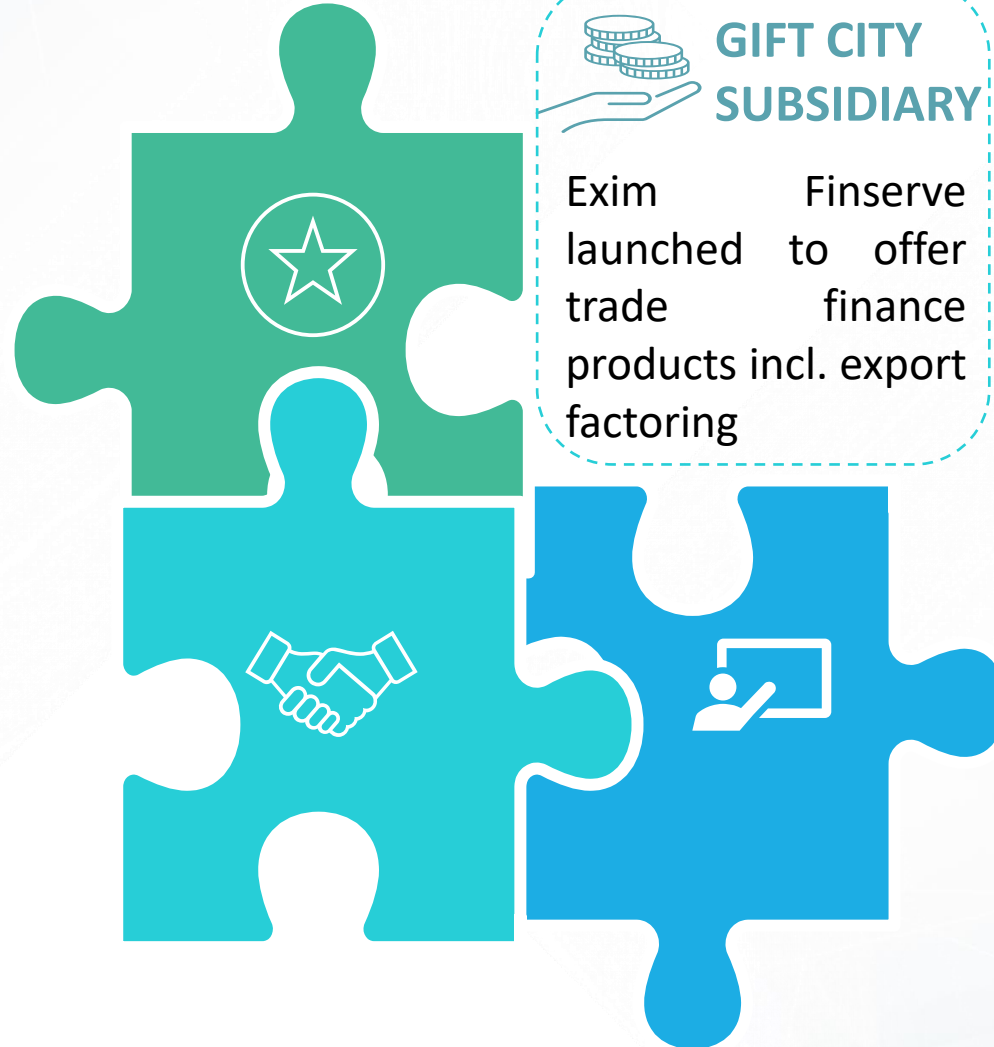 GIFT CITY
SUBSIDIARY
Exim Finserve
launched to offer
trade finance
products incl. export
factoring